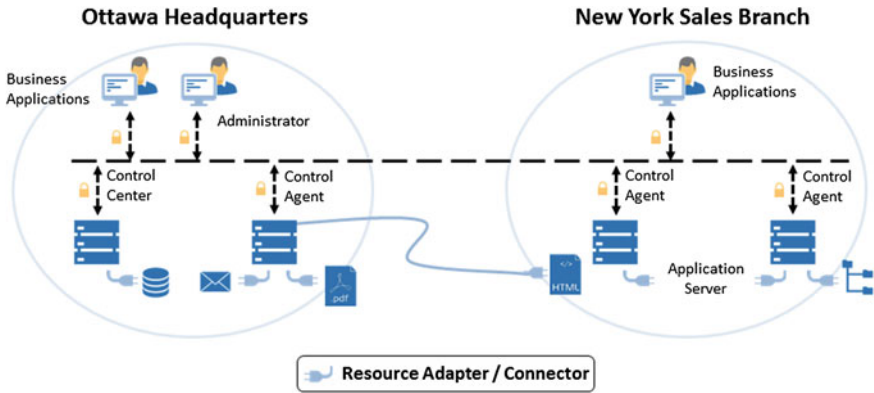 Ottawa Headquarters
New York Sales Branch
Business
Applications
Administrator
Business
Applications
Control
Center
Control
Agent
Control
Agent
Control
Agent
.pdf
</>
HTML
Application
Server
Resource Adapter / Connector